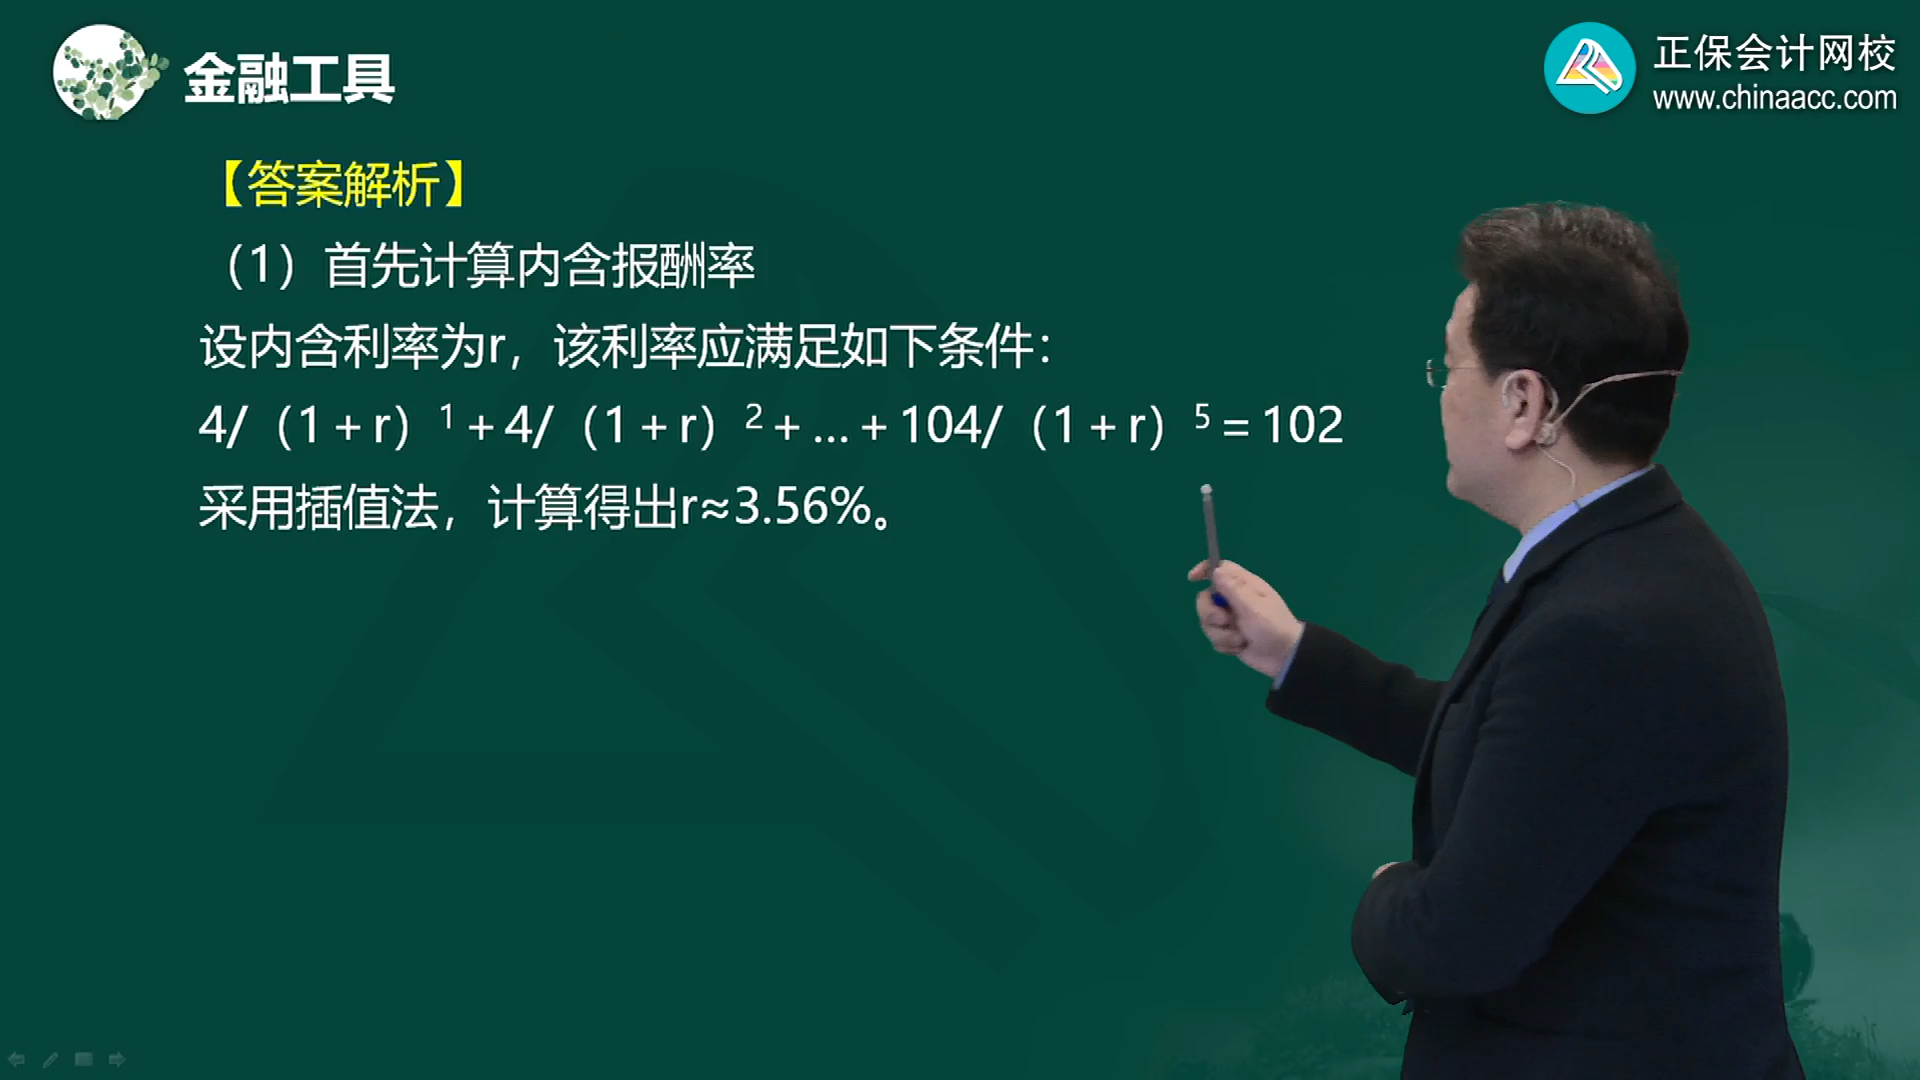 金融工具
正保会计网校
www.chinaacc.com
【答案解析】
（1）首先计算内含报酬率
设内含利率为r，该利率应满足如下条件：
4/（1＋r）¹＋4/（1＋r）²＋…＋104/（1＋r）⁵＝102
采用插值法，计算得出r≈3.56%。